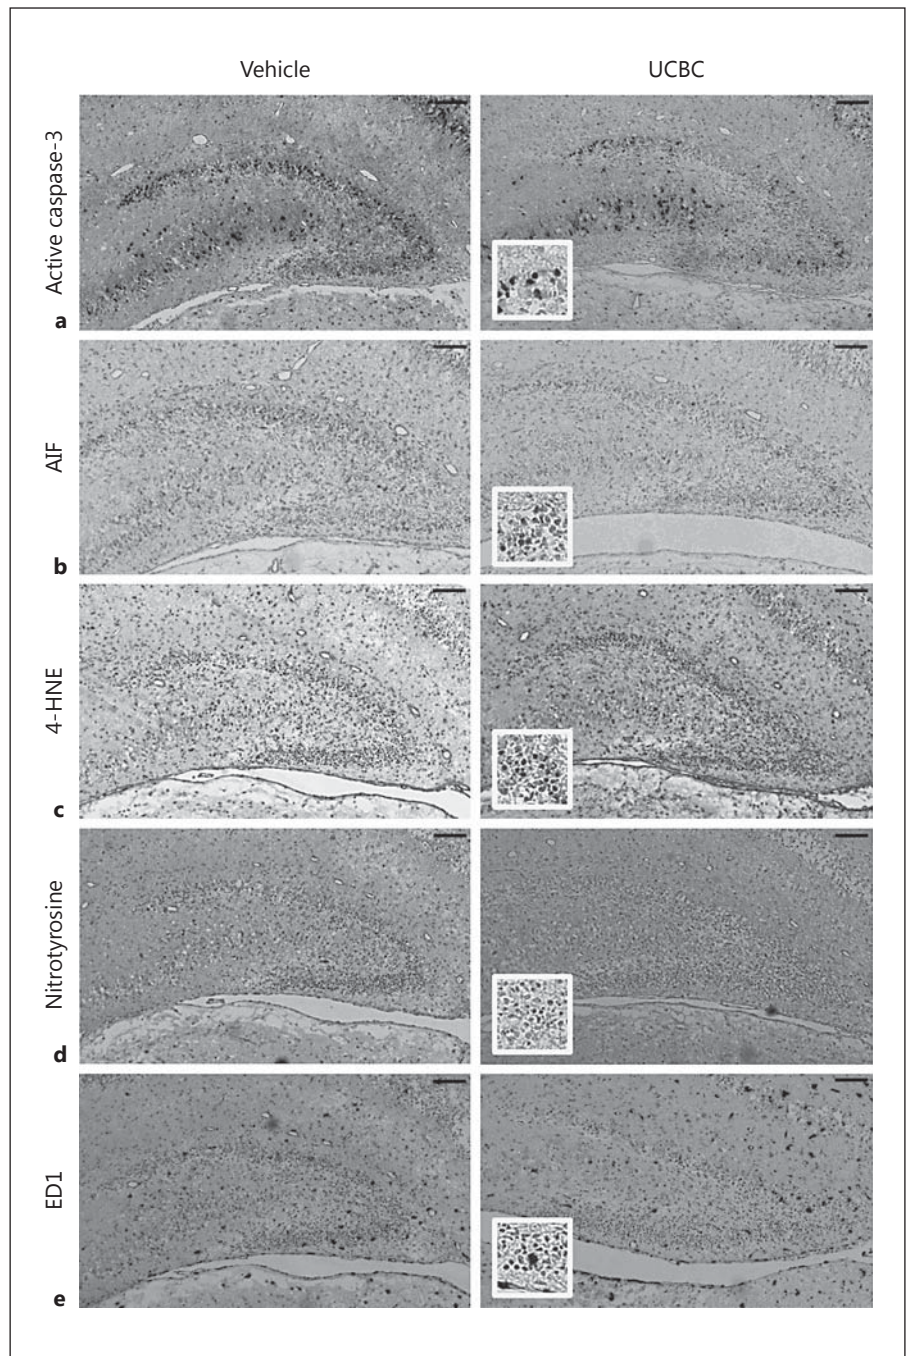 Vehicle
UCBC
Active caspase-3
a
AIF
b
4-HNE
c
Nitrotyrosine
d
ED1
e